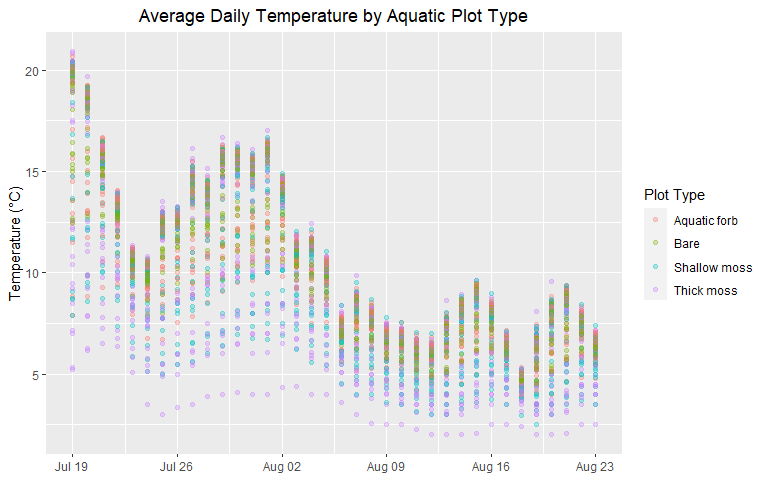 Average Daily Temperature by Aquatic Plot Type
Temperature (°C)
20
15
10
5
Jul 19
Jul 26
Aug 02
Aug 09
Aug 16
Aug 23
Plot Type
Aquatic forb
Bare
Shallow moss
Thick moss